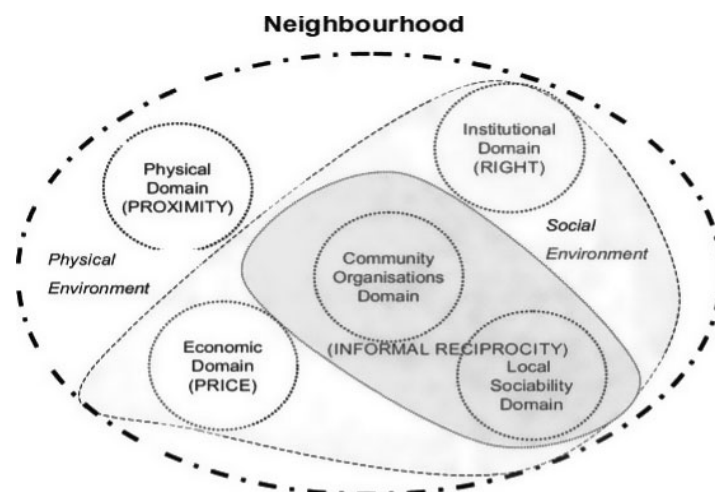 Neighbourhood
Institutional
Domain
(RIGHT)
Physical
Domain
(PROXIMITY)
Social
Environment
Physical
Environment
Community
Organisations
Domain
Economic
Domain
(PRICE)
(INFORMAL RECIPROCITY)
Local
Sociability
Domain